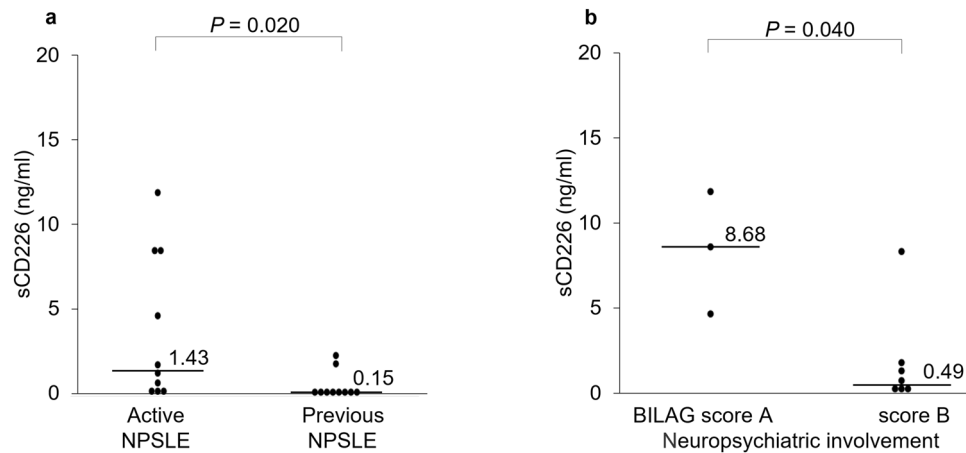 a
P = 0.020
20
15
10
5
0
sCD226 (ng/ml)
1.43
0.15
Active
NPSLE
Previous
NPSLE
b
P = 0.040
20
15
10
5
0
sCD226 (ng/ml)
8.68
0.49
BILAG score A
score B
Neuropsychiatric involvement